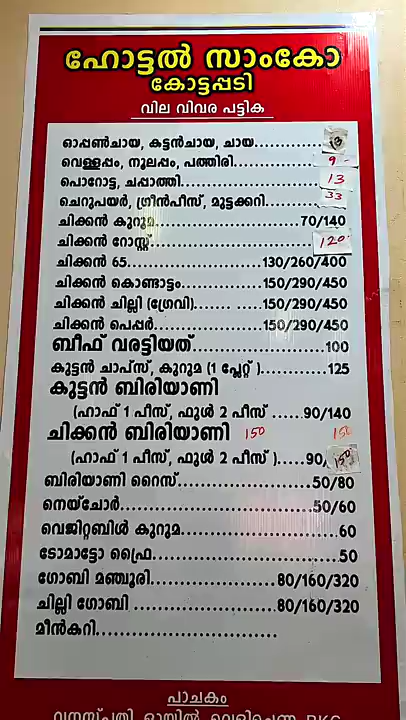 ഹോട്ടൽ സാംകോ
കോട്ടപ്പടി
വില വിവര പട്ടിക
ഓപ്പൺചായ, കട്ടൻചായ, ചായ..................13
വെള്ളപ്പം, നൂലപ്പം, പത്തിരി..................9
പൊറോട്ട, ചപ്പാത്തി..................13
ചെറുപയർ, ഗ്രീൻപീസ്, മുട്ടക്കറി..................33
ചിക്കൻ കുറുമ..................70/140
ചിക്കൻ റോസ്റ്റ്..................120
ചിക്കൻ 65..................130/260/400
ചിക്കൻ കൊണ്ടാട്ടം..................150/290/450
ചിക്കൻ ചില്ലി (ഗ്രേവി)..................150/290/450
ചിക്കൻ പെപ്പർ..................150/290/450
ബീഫ് വരട്ടിയത്..................100
കുട്ടൻ ചാപ്സ്, കുറുമ (1 പ്ലേറ്റ് )..................125
കുട്ടൻ ബിരിയാണി
(ഹാഫ് 1 പീസ്, ഫുൾ 2 പീസ് ......90/140
ചിക്കൻ ബിരിയാണി 150 150
(ഹാഫ് 1 പീസ്, ഫുൾ 2 പീസ് ).....90/150
ബിരിയാണി റൈസ്..................50/80
നെയ്ചോർ..................50/60
വെജിറ്റബിൾ കുറുമ..................60
ടോമാട്ടോ ഫ്രൈ..................50
ഗോബി മഞ്ചൂരി..................80/160/320
ചില്ലി ഗോബി..................80/160/320
മീൻകറി..................
പാചകം